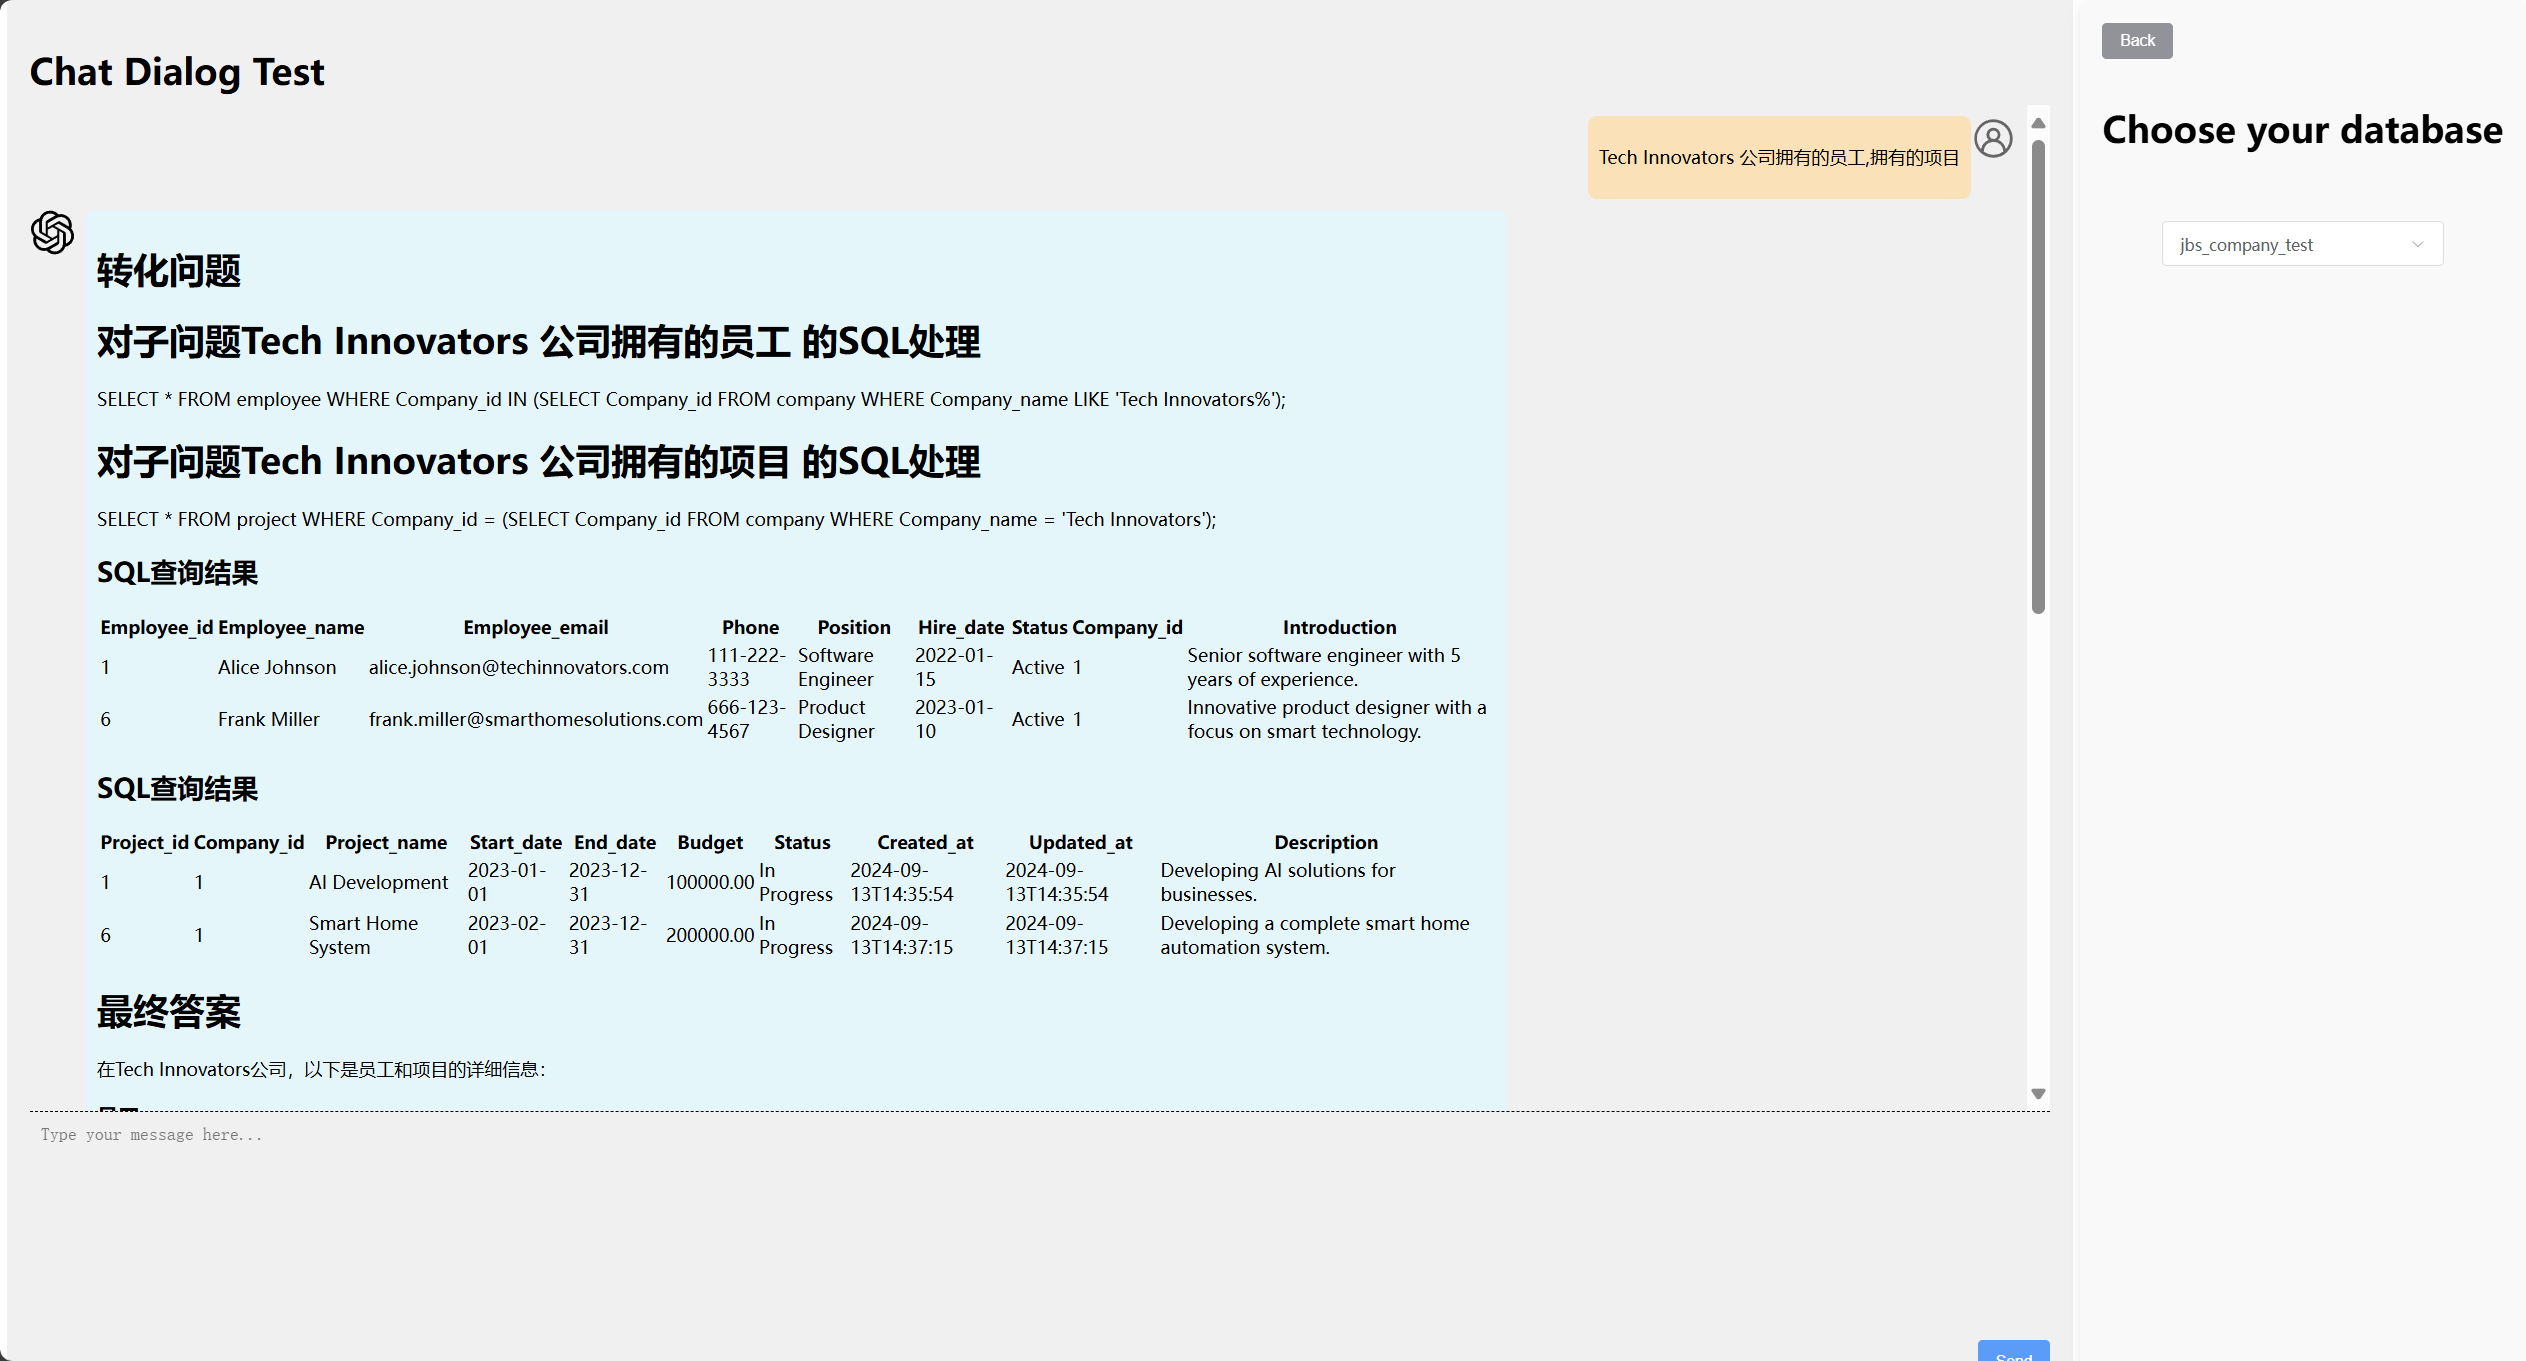 Chat Dialog Test
Back
Choose your database
jbs_company_test
Tech Innovators 公司拥有的员工,拥有的项目
转化问题
对子问题Tech Innovators 公司拥有的员工 的SQL处理
SELECT * FROM employee WHERE Company_id IN (SELECT Company_id FROM company WHERE Company_name LIKE 'Tech Innovators%');
对子问题Tech Innovators 公司拥有的项目 的SQL处理
SELECT * FROM project WHERE Company_id = (SELECT Company_id FROM company WHERE Company_name = 'Tech Innovators');
SQL查询结果
Employee_id Employee_name Employee_email Phone Position Hire_date Status Company_id Introduction
1 Alice Johnson alice.johnson@techinnovators.com 111-222-3333 Software Engineer 2022-01-15 Active 1 Senior software engineer with 5 years of experience.
6 Frank Miller frank.miller@smarthomesolutions.com 666-123-4567 Product Designer 2023-01-10 Active 1 Innovative product designer with a focus on smart technology.
SQL查询结果
Project_id Company_id Project_name Start_date End_date Budget Status Created_at Updated_at Description
1 1 AI Development 2023-01-01 2023-12-31 100000.00 In Progress 2024-09-13T14:35:54 2024-09-13T14:35:54 Developing AI solutions for businesses.
6 1 Smart Home System 2023-02-01 2023-12-31 200000.00 In Progress 2024-09-13T14:37:15 2024-09-13T14:37:15 Developing a complete smart home automation system.
最终答案
在Tech Innovators公司，以下是员工和项目的详细信息：
Type your message here...
Send